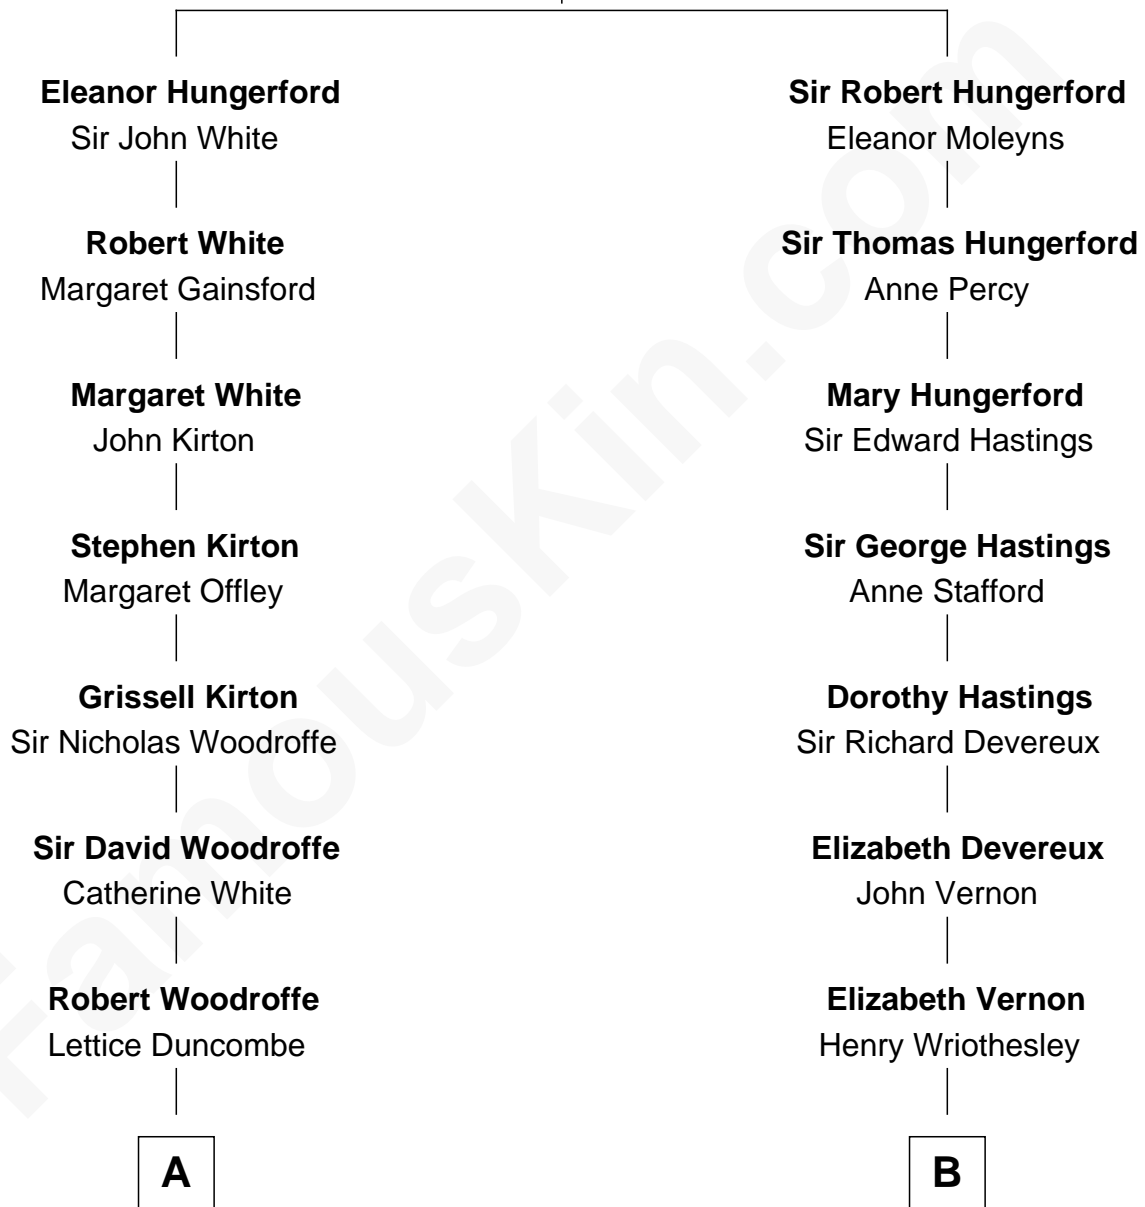 Eleanor Hungerford
Sir John White
Sir Robert Hungerford
Eleanor Moleyns
Robert White
Margaret Gainsford
Sir Thomas Hungerford
Anne Percy
Margaret White
John Kirton
Mary Hungerford
Sir Edward Hastings
Stephen Kirton
Margaret Offley
Sir George Hastings
Anne Stafford
Grissell Kirton
Sir Nicholas Woodroffe
Dorothy Hastings
Sir Richard Devereux
Sir David Woodroffe
Catherine White
Elizabeth Devereux
John Vernon
Robert Woodroffe
Lettice Duncombe
Elizabeth Vernon
Henry Wriothesley
A
B
FamousKin.com